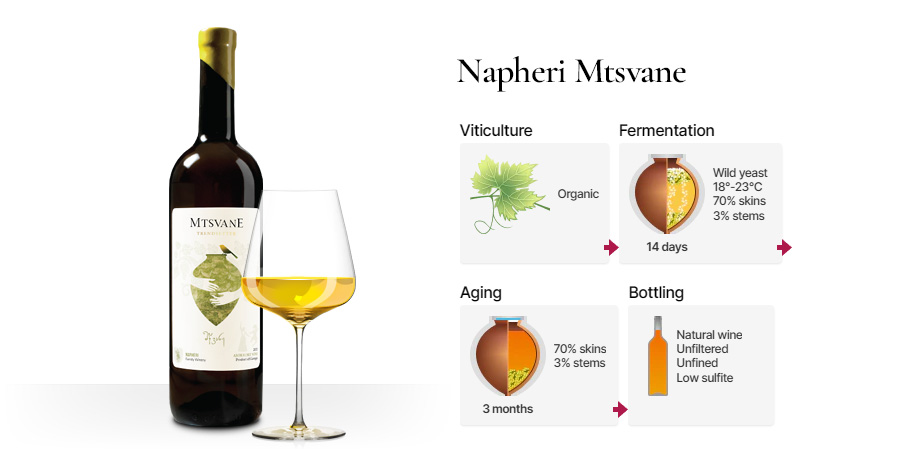 Napheri Mtsvane
Viticulture
Organic
Fermentation
Wild yeast
18°-23°C
70% skins
3% stems
14 days
Aging
70% skins
3% stems
3 months
Bottling
Natural wine
Unfiltered
Unfined
Low sulfite
MTSVANE